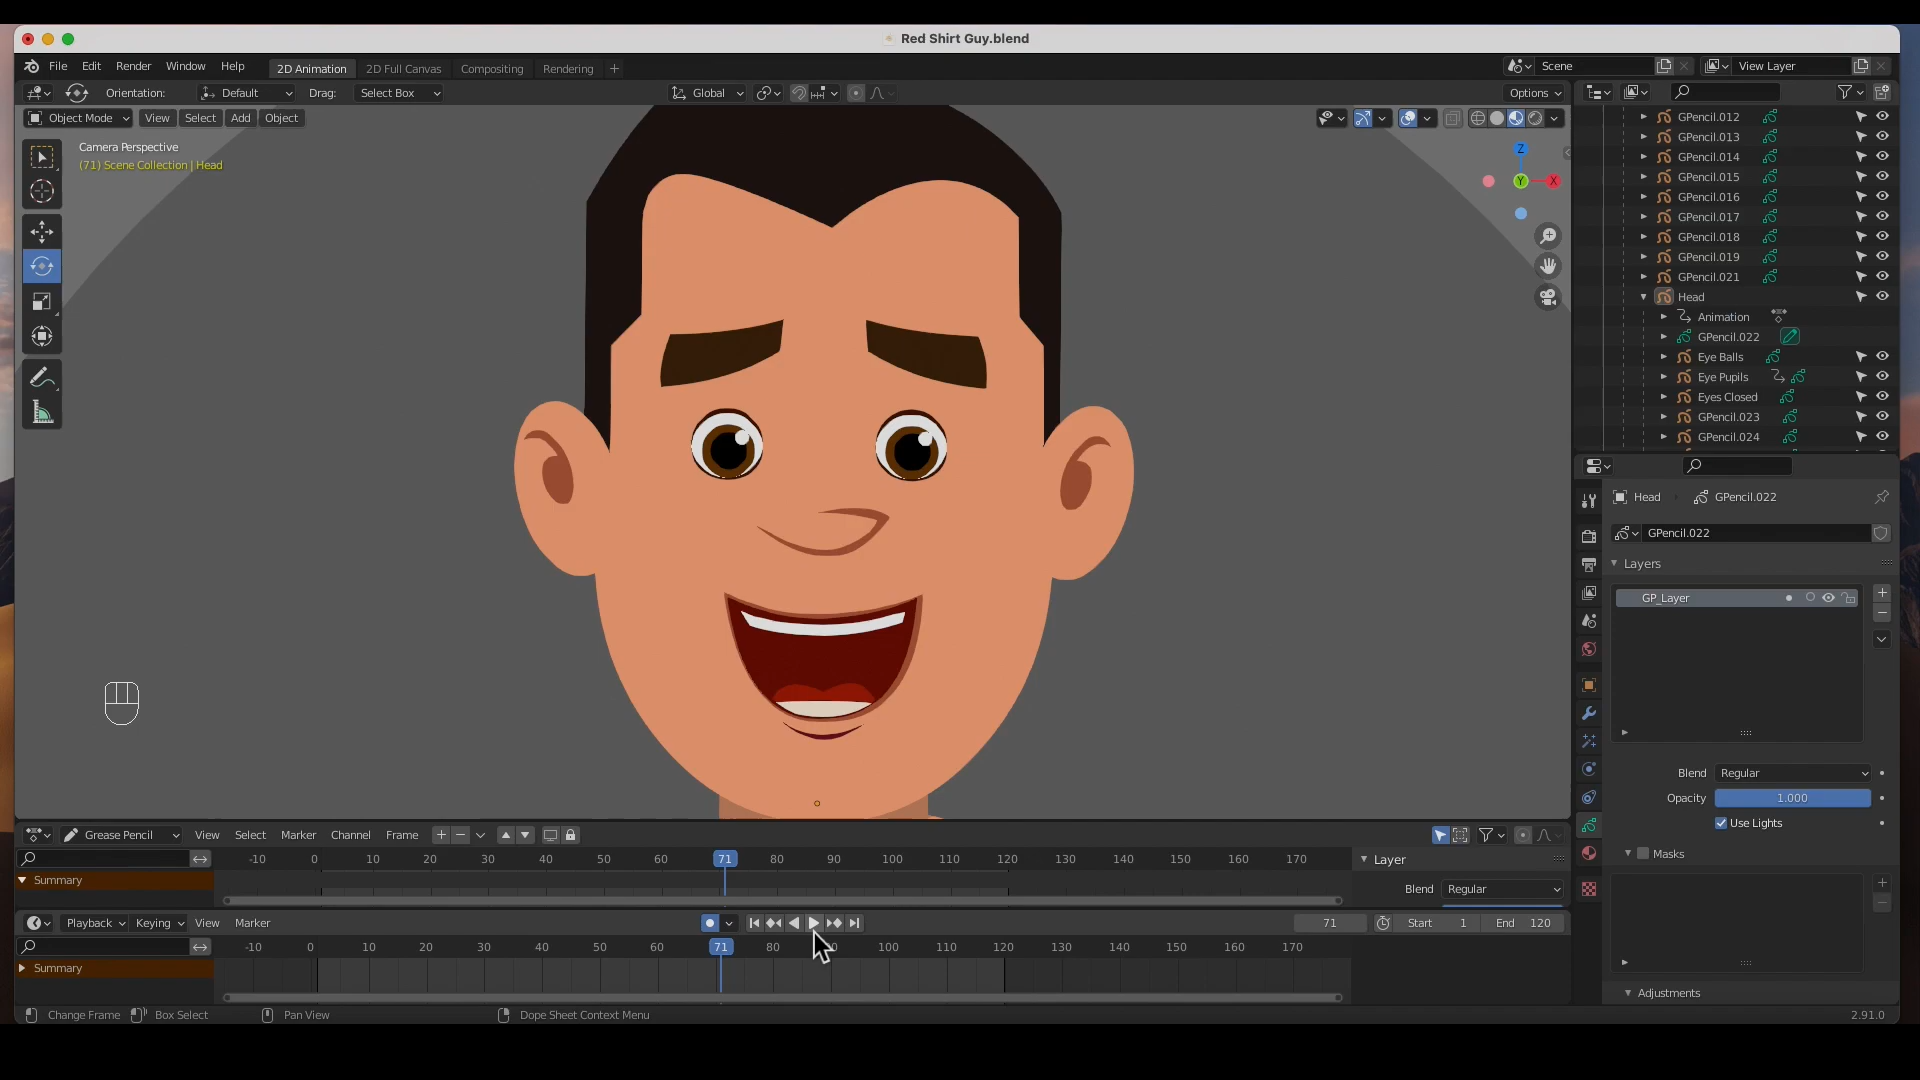 Red Shirt Guy.blend
File Edit Render Window Help 2D Animation 2D Full Canvas Compositing Rendering + Scene View Layer
Orientation: Default Drag: Select Box Global Options
Object Mode View Select Add Object
Camera Perspective
(71) Scene Collection | Head
Z
Y
X
GPencil.012
GPencil.013
GPencil.014
GPencil.015
GPencil.016
GPencil.017
GPencil.018
GPencil.019
GPencil.021
Head
Animation
GPencil.022
Eye Balls
Eye Pupils
Eyes Closed
GPencil.023
GPencil.024
Head GPencil.022
GPencil.022
Layers
GP_Layer
Blend Regular
Opacity 1.000
Use Lights
Masks
Adjustments
Grease Pencil View Select Marker Channel Frame
-10 0 10 20 30 40 50 60 71 80 90 100 110 120 130 140 150 160 170
Layer
Summary
Blend Regular
Playback Keying View Marker 71 Start 1 End 120
-10 0 10 20 30 40 50 60 71 80 90 100 110 120 130 140 150 160 170
Summary
Change Frame Box Select Pan View Dope Sheet Context Menu 2.91.0